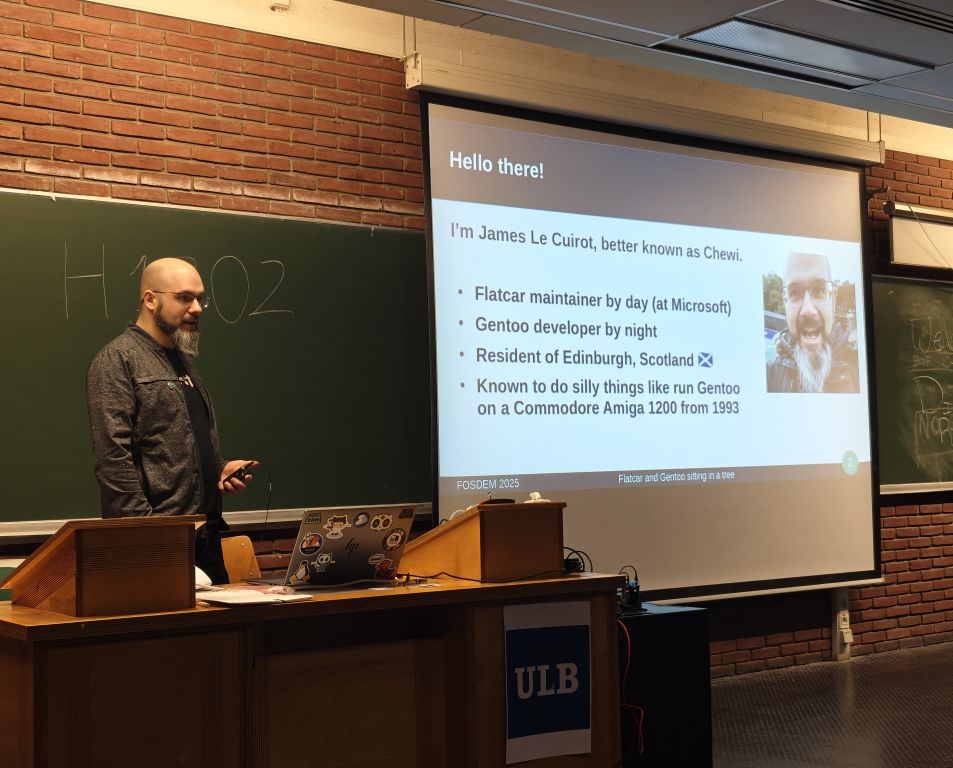 Hello there!
I'm James Le Cuirot, better known as Chewi.
• Flatcar maintainer by day (at Microsoft)
• Gentoo developer by night
• Resident of Edinburgh, Scotland
• Known to do silly things like run Gentoo
on a Commodore Amiga 1200 from 1993
2
FOSDEM 2025
Flatcar and Gentoo sitting in a tree
hp
ULB